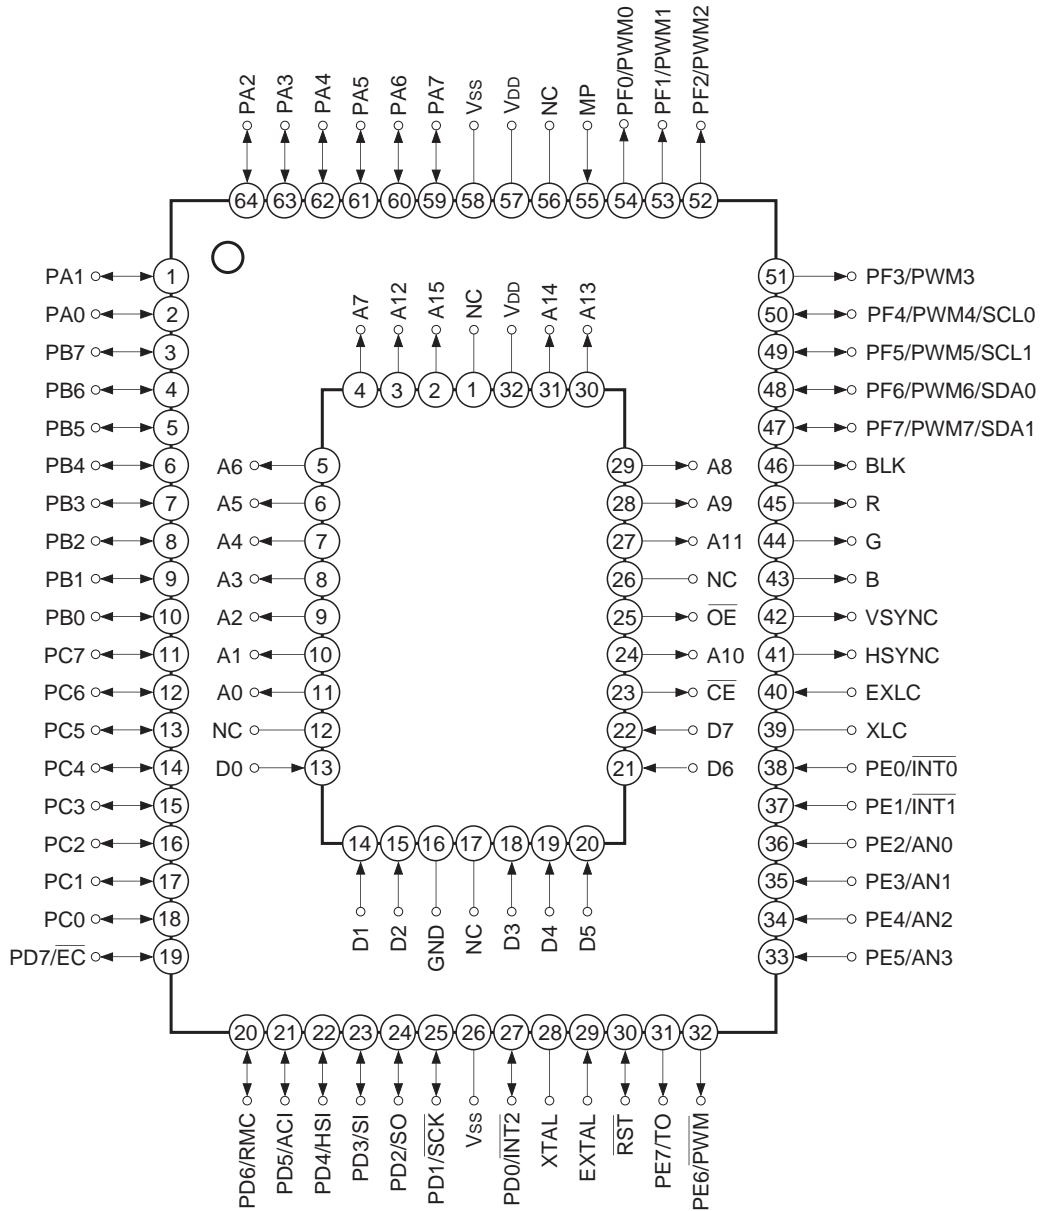 PA2
PA3
PA4
PA5
PA6
PA7
Vss
VDD
NC
MP
PF0/PWM0
PF1/PWM1
PF2/PWM2
64
63
62
61
60
59
58
57
56
55
54
53
52
PA1
1
PA0
2
PB7
3
PB6
4
PB5
5
PB4
6
PB3
7
PB2
8
PB1
9
PB0
10
PC7
11
PC6
12
PC5
13
PC4
14
PC3
15
PC2
16
PC1
17
PC0
18
PD7/EC
19
A7
A12
A15
NC
VDD
A14
A13
4
3
2
1
32
31
30
A6
5
A5
6
A4
7
A3
8
A2
9
A1
10
A0
11
NC
12
D0
13
29
A8
28
A9
27
A11
26
NC
25
OE
24
A10
23
CE
22
D7
21
D6
14
15
16
17
18
19
20
D1
D2
GND
NC
D3
D4
D5
51
PF3/PWM3
50
PF4/PWM4/SCL0
49
PF5/PWM5/SCL1
48
PF6/PWM6/SDA0
47
PF7/PWM7/SDA1
46
BLK
45
R
44
G
43
B
42
VSYNC
41
HSYNC
40
EXLC
39
XLC
38
PE0/INT0
37
PE1/INT1
36
PE2/AN0
35
PE3/AN1
34
PE4/AN2
33
PE5/AN3
20
21
22
23
24
25
26
27
28
29
30
31
32
PD6/RMC
PD5/ACI
PD4/HSI
PD3/SI
PD2/SO
PD1/SCK
Vss
PD0/INT2
XTAL
EXTAL
RST
PE7/TO
PE6/PWM